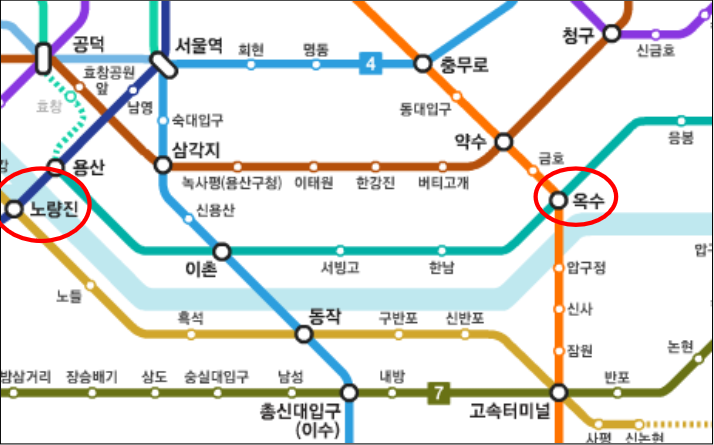 공덕
서울역
회현
명동
4
충무로
청구
신금호
효창공원
앞
효창
남영
숙대입구
동대입구
약수
응봉
용산
삼각지
녹사평(용산구청)
이태원
한강진
버티고개
금호
강
노량진
신용산
옥수
이촌
서빙고
한남
압구정
압구
노들
흑석
동작
구반포
신반포
신사
잠원
논현
방삼거리
장승배기
상도
숭실대입구
남성
내방
7
반포
총신대입구
(이수)
고속터미널
사평
신논현